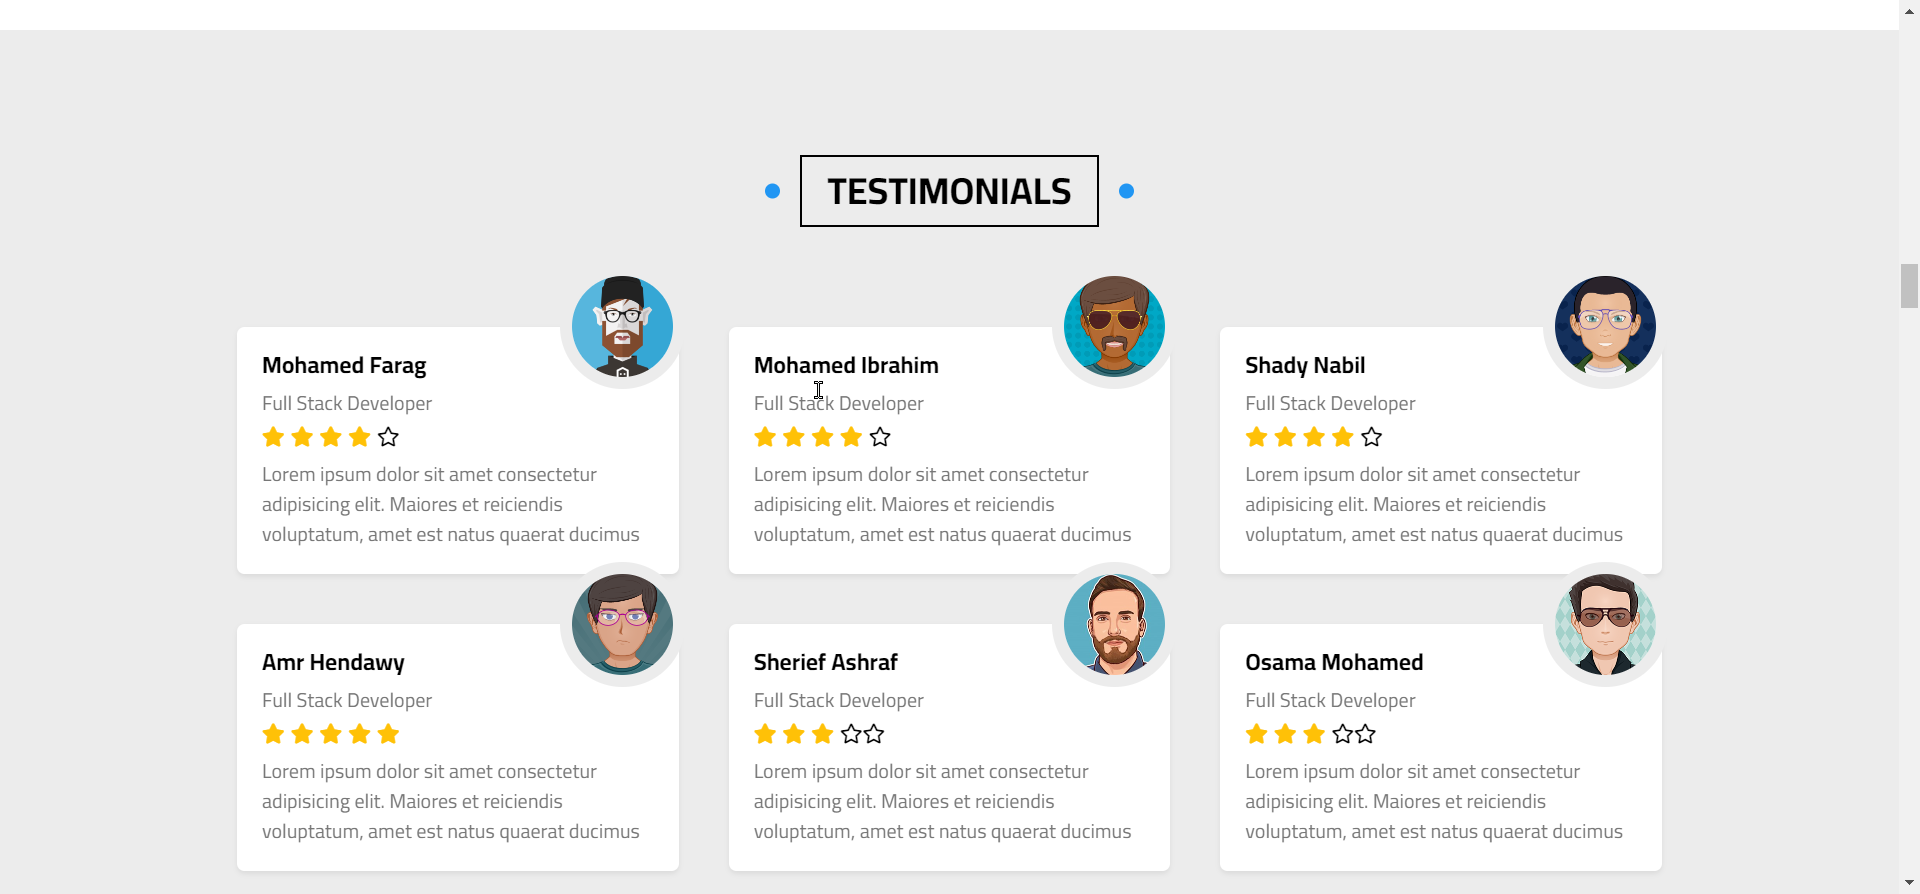 TESTIMONIALS
Mohamed Farag
Full Stack Developer
Lorem ipsum dolor sit amet consectetur
adipisicing elit. Maiores et reiciendis
voluptatum, amet est natus quaerat ducimus
Mohamed Ibrahim
Full Stack Developer
Lorem ipsum dolor sit amet consectetur
adipisicing elit. Maiores et reiciendis
voluptatum, amet est natus quaerat ducimus
Shady Nabil
Full Stack Developer
Lorem ipsum dolor sit amet consectetur
adipisicing elit. Maiores et reiciendis
voluptatum, amet est natus quaerat ducimus
Amr Hendawy
Full Stack Developer
Lorem ipsum dolor sit amet consectetur
adipisicing elit. Maiores et reiciendis
voluptatum, amet est natus quaerat ducimus
Sherief Ashraf
Full Stack Developer
Lorem ipsum dolor sit amet consectetur
adipisicing elit. Maiores et reiciendis
voluptatum, amet est natus quaerat ducimus
Osama Mohamed
Full Stack Developer
Lorem ipsum dolor sit amet consectetur
adipisicing elit. Maiores et reiciendis
voluptatum, amet est natus quaerat ducimus